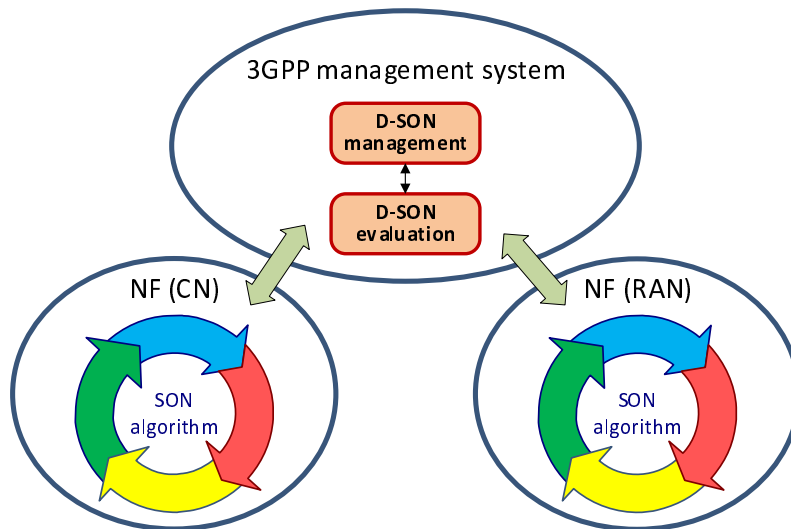 3GPP management system
D-SON
management
D-SON
evaluation
NF (CN)
SON
algorithm
NF (RAN)
SON
algorithm